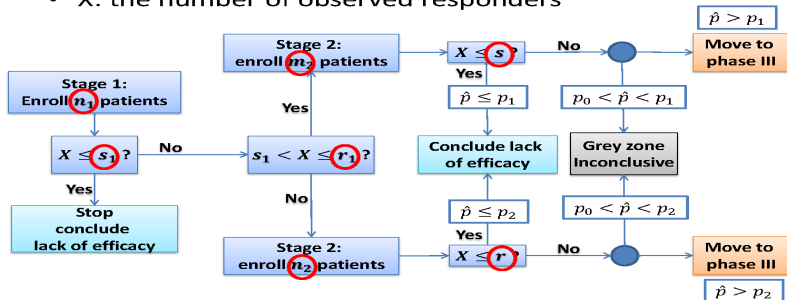 • X: the number of observed responders
p̂ > p₁
Stage 2:
enroll m₂ patients
X ≤ s ?
No
Move to
phase III
Stage 1:
Enroll n₁ patients
Yes
Yes
p̂ ≤ p₁
p₀ < p̂ < p₁
X ≤ s₁ ?
No
s₁ < X ≤ r₁ ?
Conclude lack
of efficacy
Grey zone
Inconclusive
Yes
No
Stop
conclude
lack of efficacy
p̂ ≤ p₂
p₀ < p̂ < p₂
Yes
Stage 2:
enroll n₂ patients
X ≤ r ?
No
Move to
phase III
p̂ > p₂